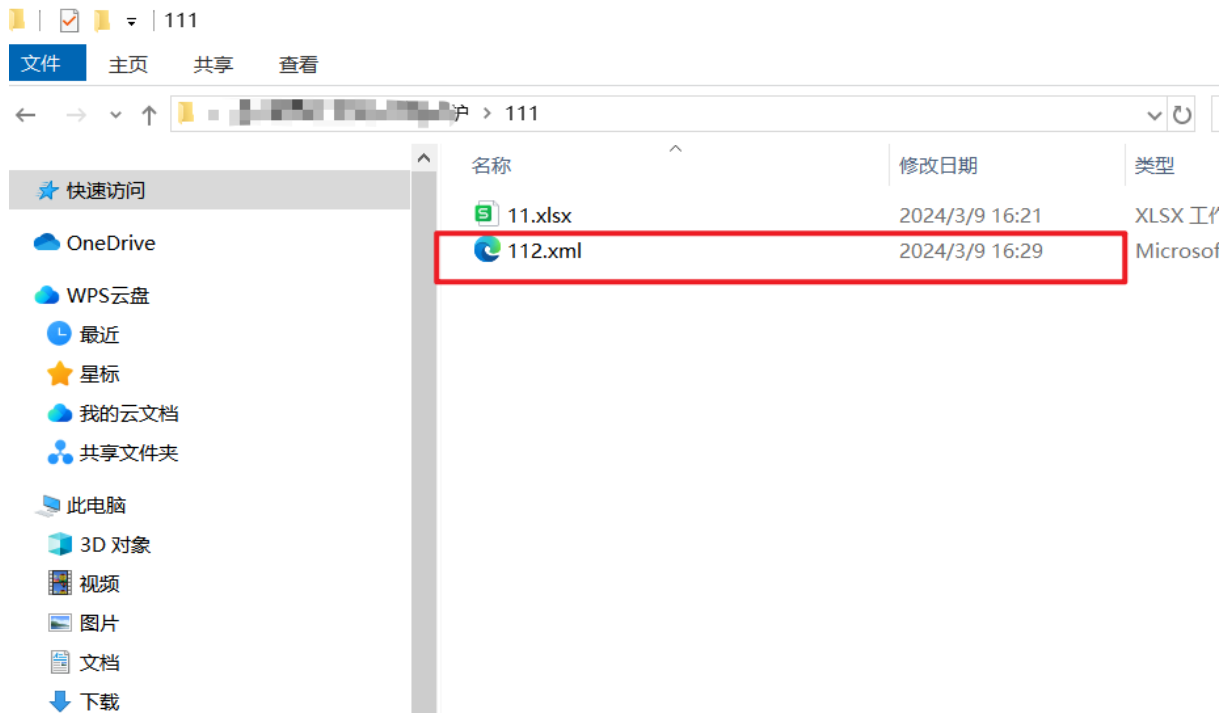 111
文件 主页 共享 查看
沪 > 111
名称 修改日期 类型
快速访问
11.xlsx 2024/3/9 16:21 XLSX 工
OneDrive
112.xml 2024/3/9 16:29 Microsof
WPS云盘
最近
星标
我的云文档
共享文件夹
此电脑
3D 对象
视频
图片
文档
下载